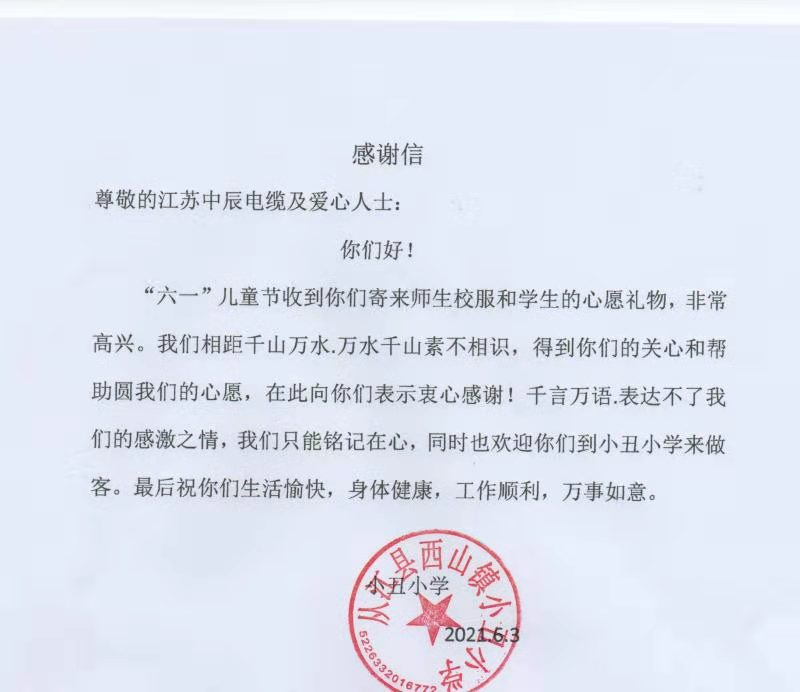 感谢信
尊敬的江苏中辰电缆及爱心人士：
你们好！
“六一”儿童节收到你们寄来师生校服和学生的心愿礼物，非常
高兴。我们相距千山万水.万水千山素不相识，得到你们的关心和帮
助圆我们的心愿，在此向你们表示衷心感谢！千言万语.表达不了我
们的感激之情，我们只能铭记在心，同时也欢迎你们到小丑小学来做
客。最后祝你们生活愉快，身体健康，工作顺利，万事如意。
从江县西山镇小丑小学
小丑小学
2021.6.3
5226332016772